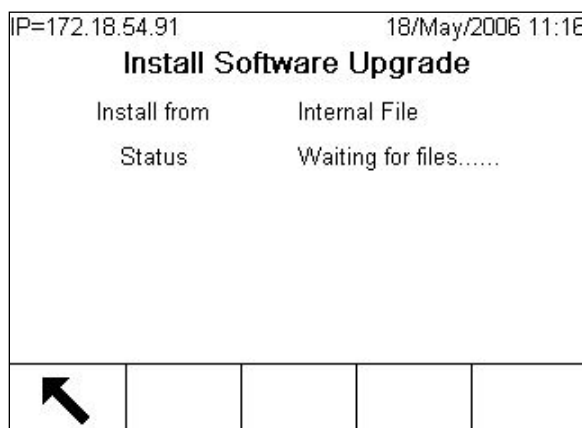 IP=172.18.54.91 18/May/2006 11:16
Install Software Upgrade
Install from Internal File
Status Waiting for files......